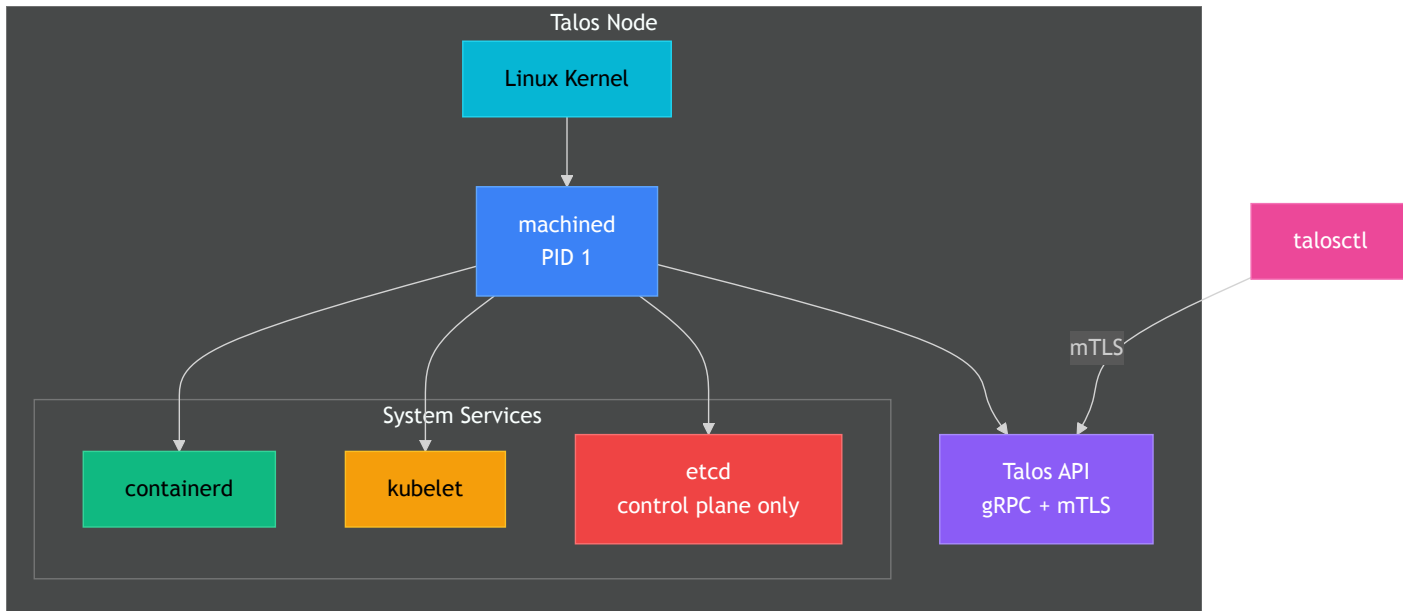 Talos Node
Linux Kernel
machined
PID 1
talosctl
mTLS
System Services
containerd
kubelet
etcd
control plane only
Talos API
gRPC + mTLS